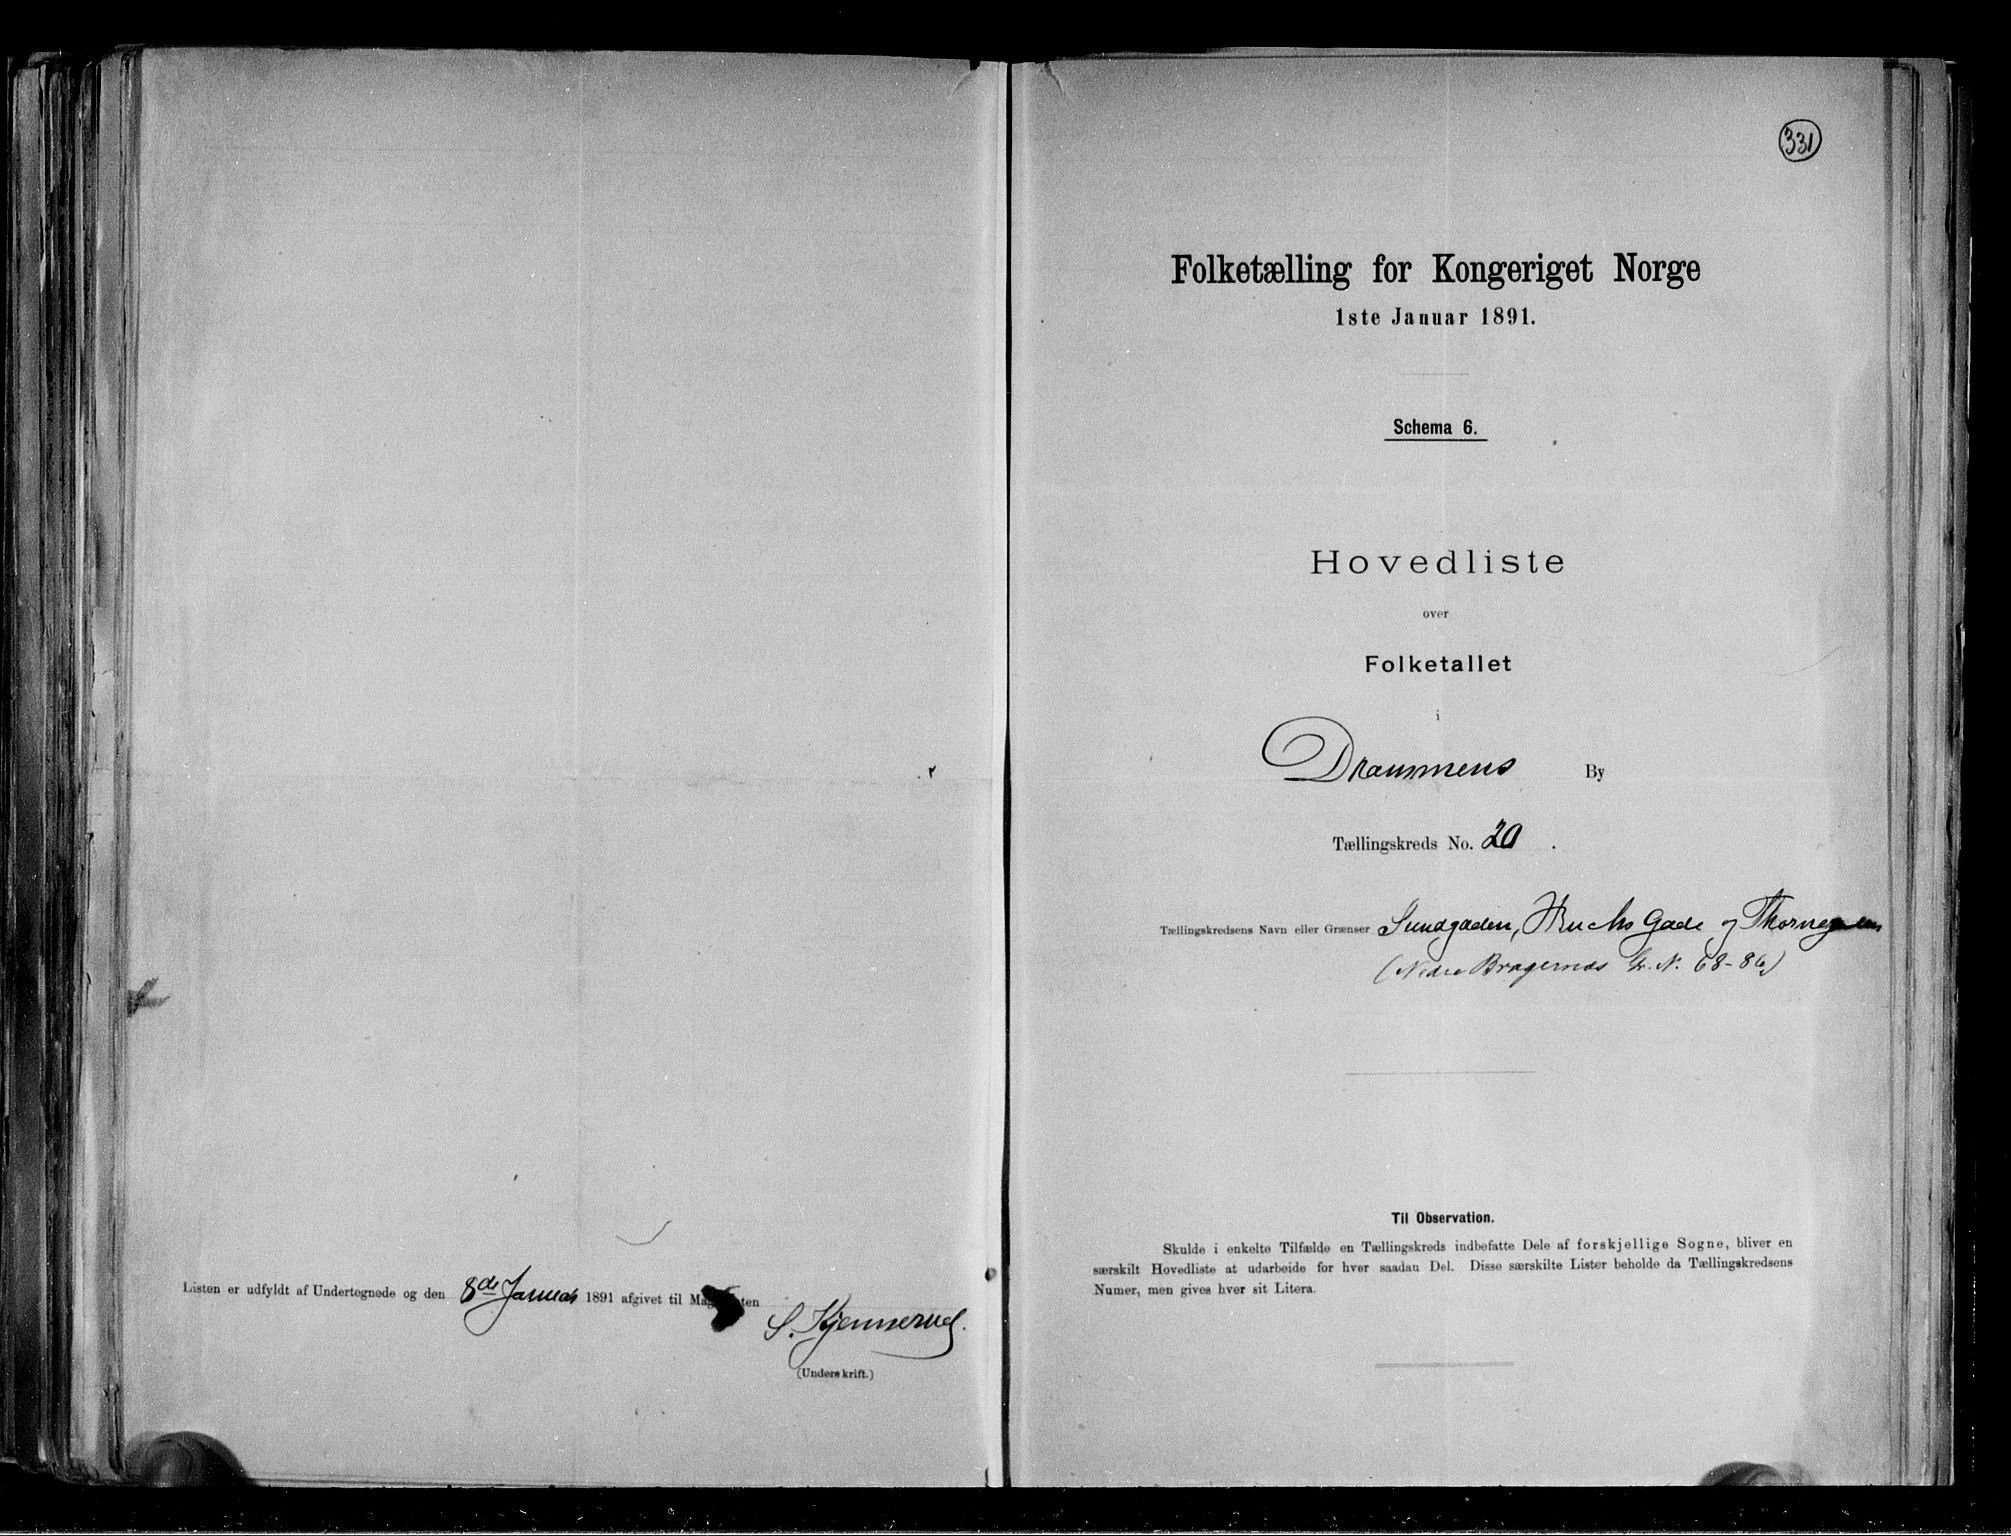 Listen er udfyldt af Undertegnede og den 8de Januar 1891 afgivet til
S. Kjennerud.
(Underskrift.)
331
Folketælling for Kongeriget Norge
1ste Januar 1891.
Schema 6.
Hovedliste
over
Folketallet
i
Drammens By
Tællingskreds No. 20.
Tællingskredsens Navn eller Grænser Sundgaden, Gade og
(Nedre Bragernes Gr. N. 68-86)
Til Observation.
Skulde i enkelte Tilfælde en Tællingskreds indbefatte Dele af forskjellige Sogne, bliver en
særskilt Hovedliste at udarbeide for hver saadan Del. Disse særskilte Lister beholde da Tællingskredsens
Numer, men gives hver sit Litera.